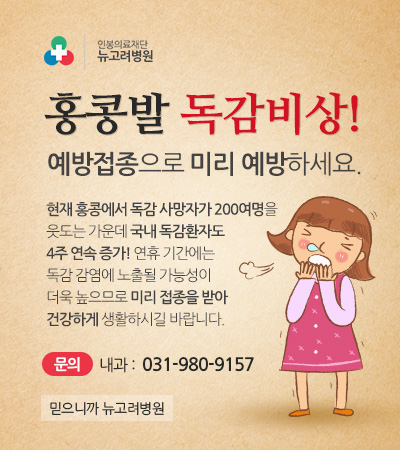 인봉의료재단
뉴고려병원
홍콩발 독감비상!
예방접종으로 미리 예방하세요.
현재 홍콩에서 독감 사망자가 200여명을
웃도는 가운데 국내 독감환자도
4주 연속 증가! 연휴 기간에는
독감 감염에 노출될 가능성이
더욱 높으므로 미리 접종을 받아
건강하게 생활하시길 바랍니다.
문의 내과 : 031-980-9157
믿으니까 뉴고려병원